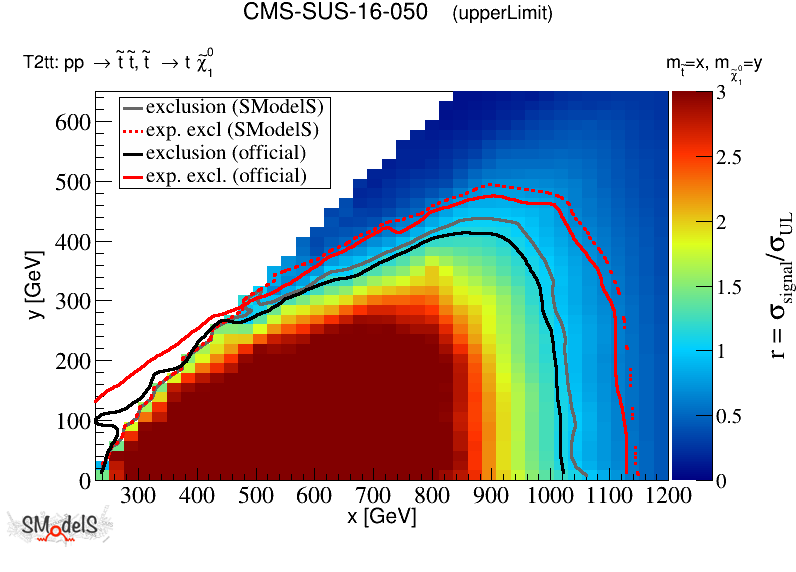 CMS-SUS-16-050 (upperLimit)
T2tt: pp → t̃ t̃, t̃ → t χ̃₁⁰
m_t̃=x, m_χ̃₁⁰=y
exclusion (SModelS)
exp. excl (SModelS)
exclusion (official)
exp. excl. (official)
600
500
400
300
200
100
0
y [GeV]
300 400 500 600 700 800 900 1000 1100 1200
x [GeV]
3
2.5
2
1.5
1
0.5
0
r = σ_signal/σ_UL
SModelS